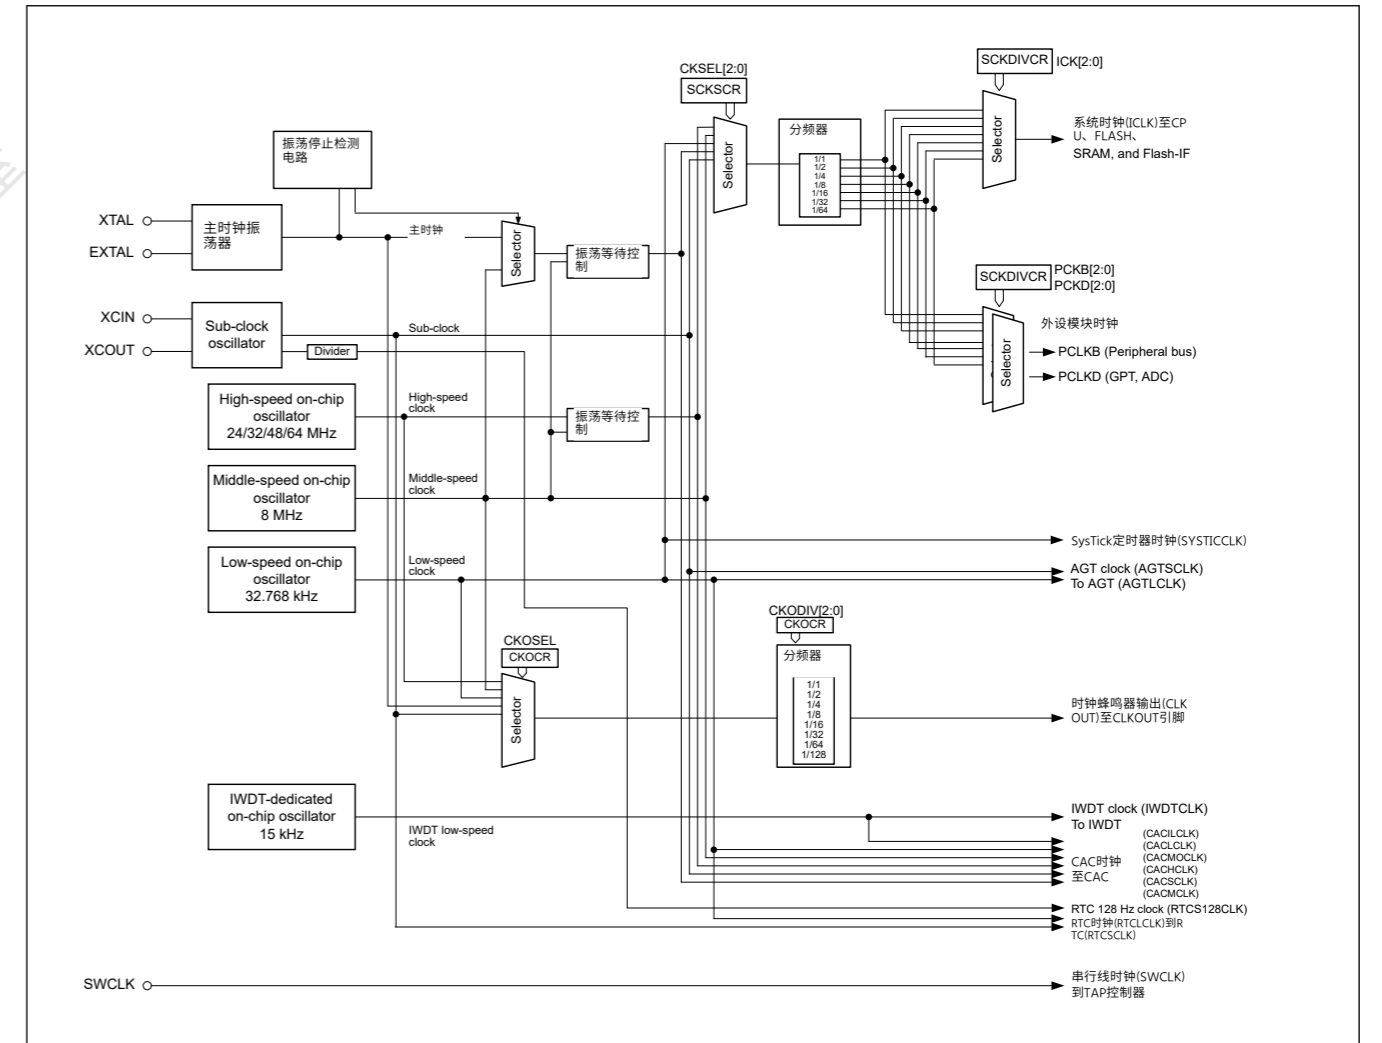 CKSEL[2:0]
SCKSCR
Selector
分频器
1/1
1/2
1/4
1/8
1/16
1/32
1/64
SCKDIVCR
ICK[2:0]
Selector
系统时钟(ICLK)至CP
U、FLASH、
SRAM, and Flash-IF
振荡停止检测
电路
XTAL
EXTAL
主时钟振
荡器
主时钟
Selector
振荡等待控
制
SCKDIVCR
PCKB[2:0]
PCKD[2:0]
Selector
外设模块时钟
PCLKB (Peripheral bus)
PCLKD (GPT, ADC)
XCIN
XCOUT
Sub-clock
oscillator
Sub-clock
Divider
High-speed on-chip
oscillator
24/32/48/64 MHz
High-speed
clock
振荡等待控
制
Middle-speed on-chip
oscillator
8 MHz
Middle-speed
clock
Low-speed on-chip
oscillator
32.768 kHz
Low-speed
clock
SysTick定时器时钟(SYSTICCLK)
AGT clock (AGTSCLK)
To AGT (AGTLCLK)
CKOSEL
CKOCR
Selector
CKODIV[2:0]
CKOCR
分频器
1/1
1/2
1/4
1/8
1/16
1/32
1/64
1/128
时钟蜂鸣器输出(CLK
OUT)至CLKOUT引脚
IWDT-dedicated
on-chip oscillator
15 kHz
IWDT low-speed
clock
IWDT clock (IWDTCLK)
To IWDT
(CACILCLK)
(CACLCLK)
(CACMOCLK)
(CACHCLK)
(CACSCLK)
(CACMCLK)
CAC时钟
至CAC
RTC 128 Hz clock (RTCS128CLK)
RTC时钟(RTCLCLK)到R
TC(RTCSCLK)
SWCLK
串行线时钟(SWCLK)
到TAP控制器